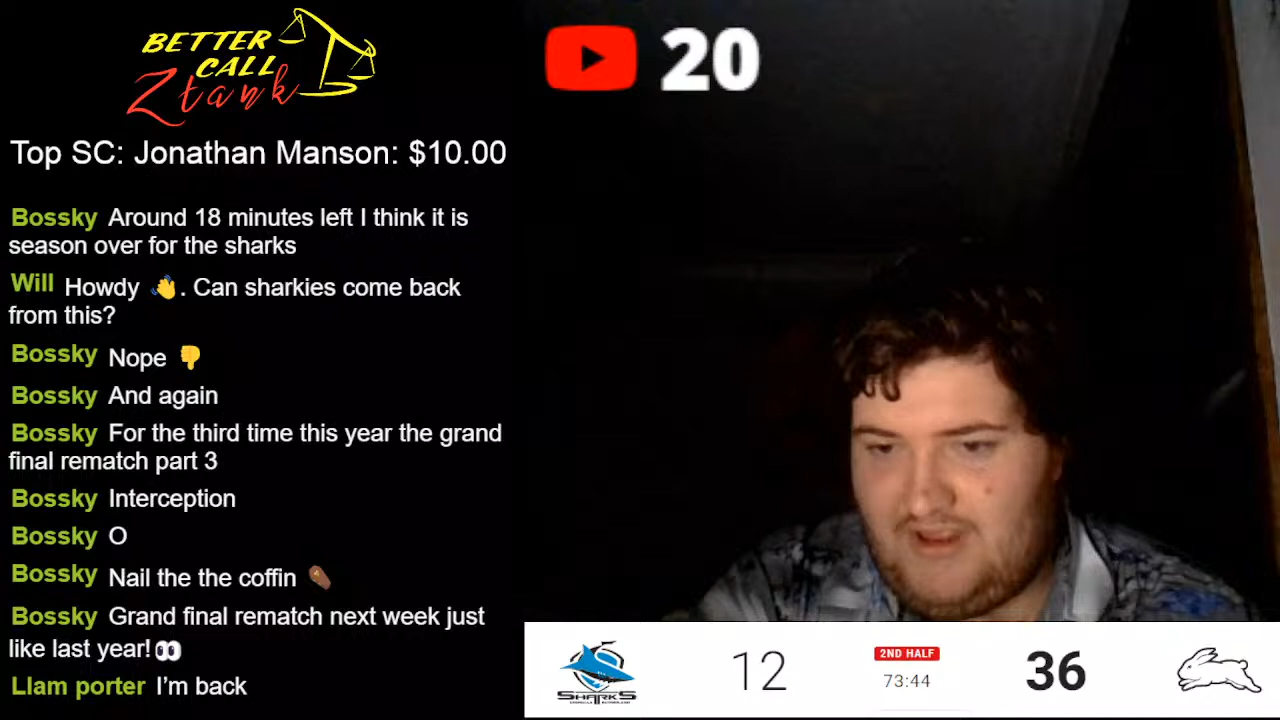 BETTER
CALL
Ztank
20
Top SC: Jonathan Manson: $10.00
Bossky Around 18 minutes left I think it is
season over for the sharks
Will Howdy 👋. Can sharkies come back
from this?
Bossky Nope 👎
Bossky And again
Bossky For the third time this year the grand
final rematch part 3
Bossky Interception
Bossky O
Bossky Nail the the coffin ⚰️
Bossky Grand final rematch next week just
like last year!👀
LIam porter I’m back
SHARKS
12
2ND HALF
73:44
36